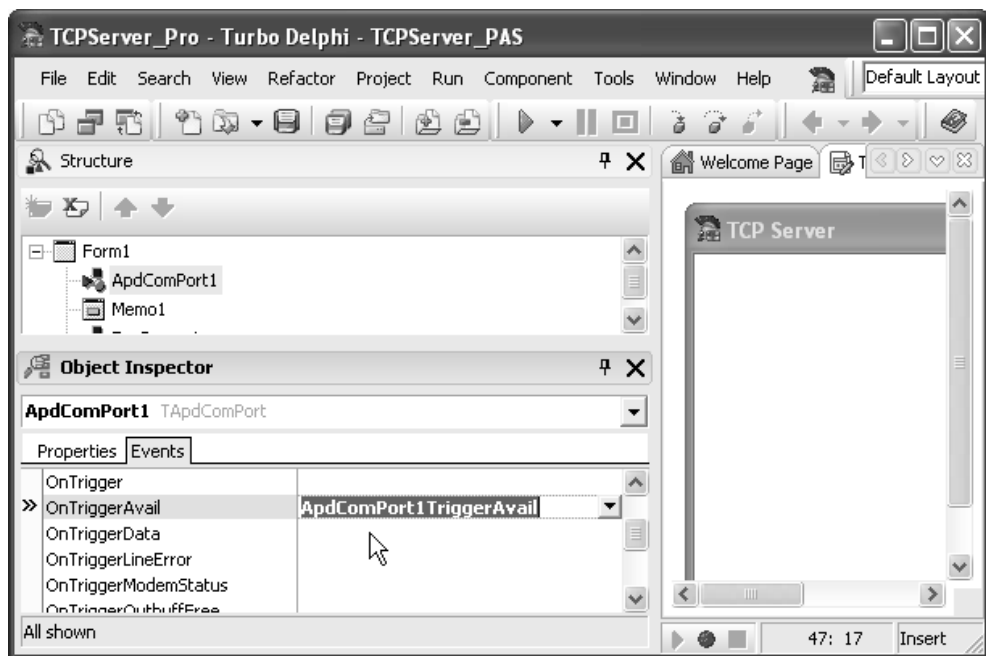 TCPServer_Pro - Turbo Delphi - TCPServer_PAS
File Edit Search View Refactor Project Run Component Tools Window Help Default Layout
Structure
Welcome Page T
Form1
ApdComPort1
Memo1
TCP Server
Object Inspector
ApdComPort1 TApdComPort
Properties Events
OnTrigger
OnTriggerAvail ApdComPort1TriggerAvail
OnTriggerData
OnTriggerLineError
OnTriggerModemStatus
OnTriggerOutbuffFree
All shown
47: 17 Insert